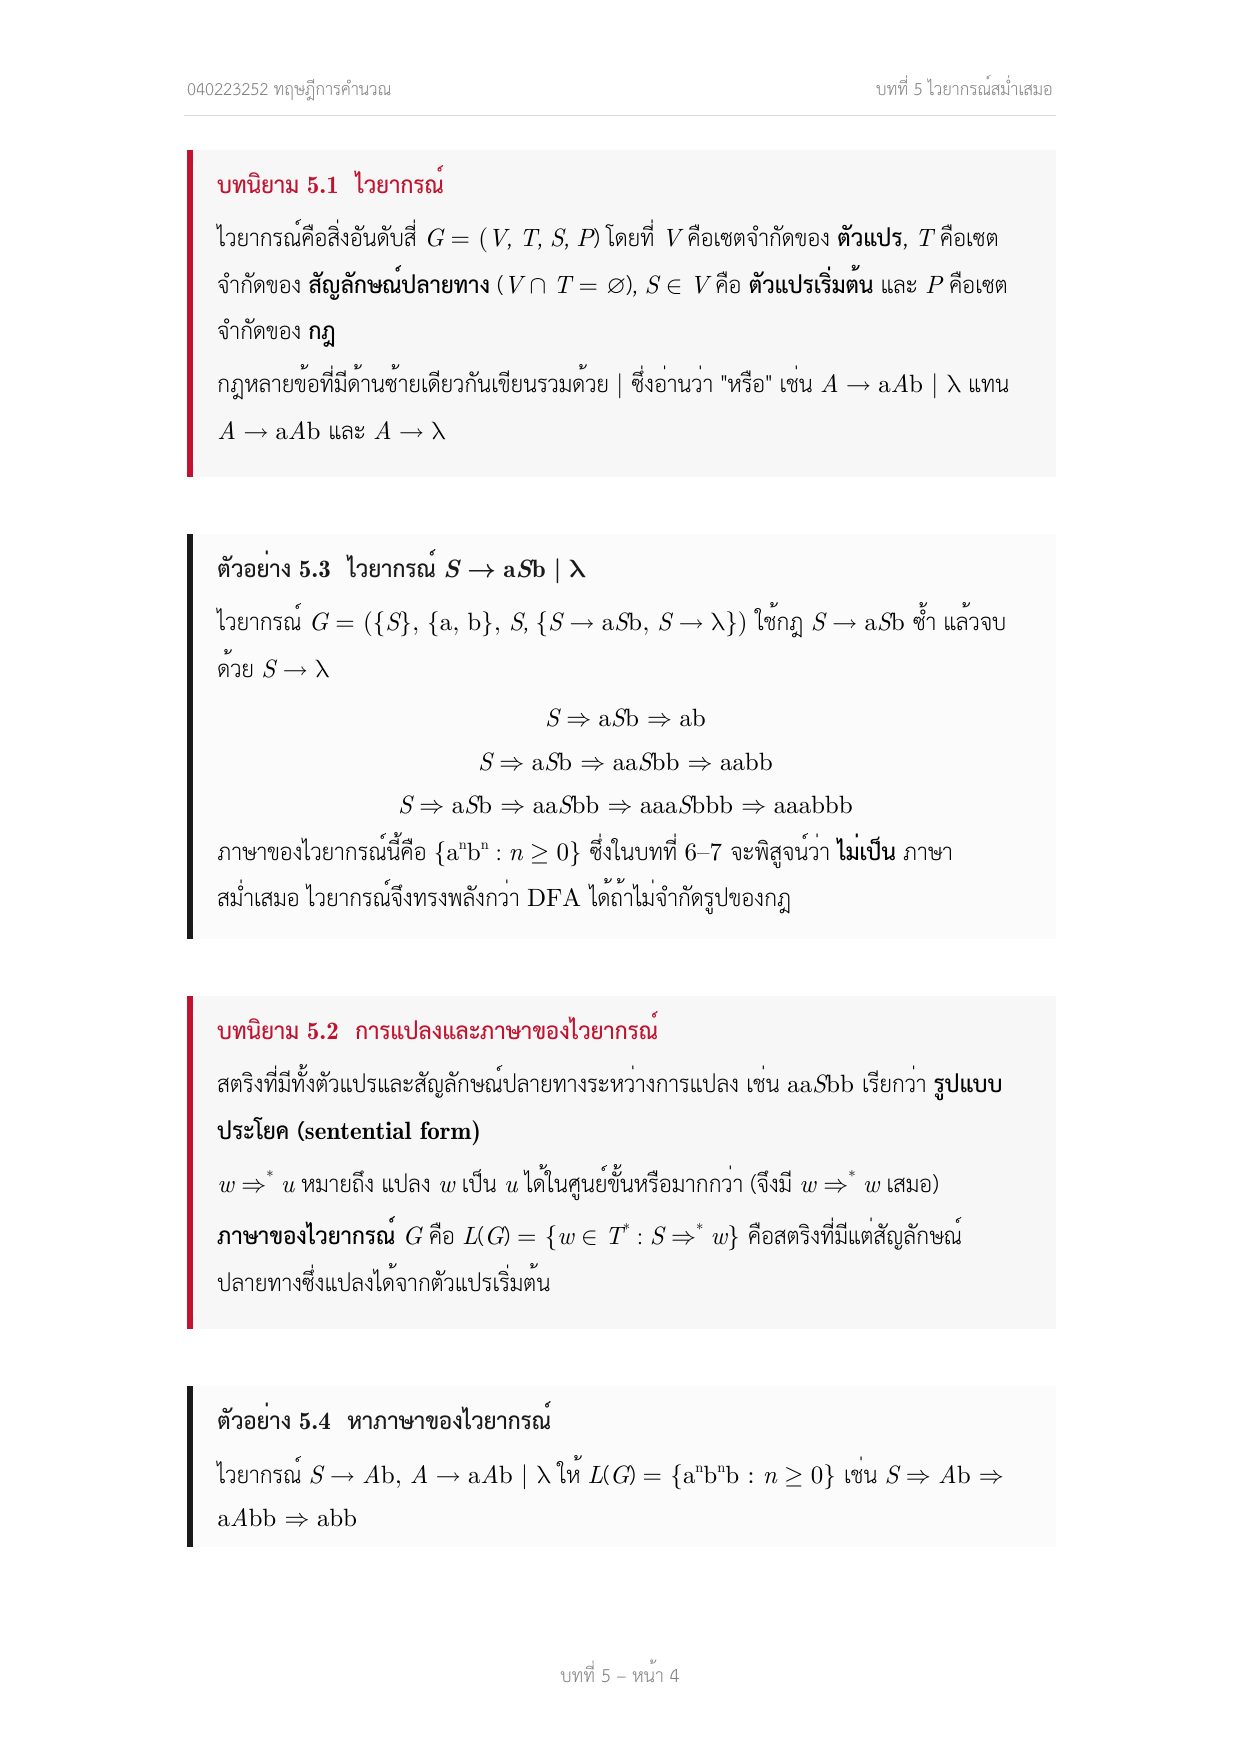 040223252 ทฤษฎีการคำนวณ
บทที่ 5 ไวยากรณ์สม่ำเสมอ
บทนิยาม 5.1 ไวยากรณ์
ไวยากรณ์คือสิ่งอันดับสี่ G = (V, T, S, P) โดยที่ V คือเซตจำกัดของ ตัวแปร, T คือเซต
จำกัดของ สัญลักษณ์ปลายทาง (V ∩ T = ∅), S ∈ V คือ ตัวแปรเริ่มต้น และ P คือเซต
จำกัดของ กฎ
กฎหลายข้อที่มีด้านซ้ายเดียวกันเขียนรวมด้วย | ซึ่งอ่านว่า "หรือ" เช่น A → aAb | λ แทน
A → aAb และ A → λ
ตัวอย่าง 5.3 ไวยากรณ์ S → aSb | λ
ไวยากรณ์ G = ({S}, {a, b}, S, {S → aSb, S → λ}) ใช้กฎ S → aSb ซ้ำ แล้วจบ
ด้วย S → λ
S ⇒ aSb ⇒ ab
S ⇒ aSb ⇒ aaSbb ⇒ aabb
S ⇒ aSb ⇒ aaSbb ⇒ aaaSbbb ⇒ aaabbb
ภาษาของไวยากรณ์นี้คือ {aⁿbⁿ : n ≥ 0} ซึ่งในบทที่ 6–7 จะพิสูจน์ว่า ไม่เป็น ภาษา
สม่ำเสมอ ไวยากรณ์จึงทรงพลังกว่า DFA ได้ถ้าไม่จำกัดรูปของกฎ
บทนิยาม 5.2 การแปลงและภาษาของไวยากรณ์
สตริงที่มีทั้งตัวแปรและสัญลักษณ์ปลายทางระหว่างการแปลง เช่น aaSbb เรียกว่า รูปแบบ
ประโยค (sentential form)
w ⇒* u หมายถึง แปลง w เป็น u ได้ในศูนย์ขั้นหรือมากกว่า (จึงมี w ⇒* w เสมอ)
ภาษาของไวยากรณ์ G คือ L(G) = {w ∈ T* : S ⇒* w} คือสตริงที่มีแต่สัญลักษณ์
ปลายทางซึ่งแปลงได้จากตัวแปรเริ่มต้น
ตัวอย่าง 5.4 หาภาษาของไวยากรณ์
ไวยากรณ์ S → Ab, A → aAb | λ ให้ L(G) = {aⁿbⁿb : n ≥ 0} เช่น S ⇒ Ab ⇒
aAbb ⇒ abb
บทที่ 5 – หน้า 4